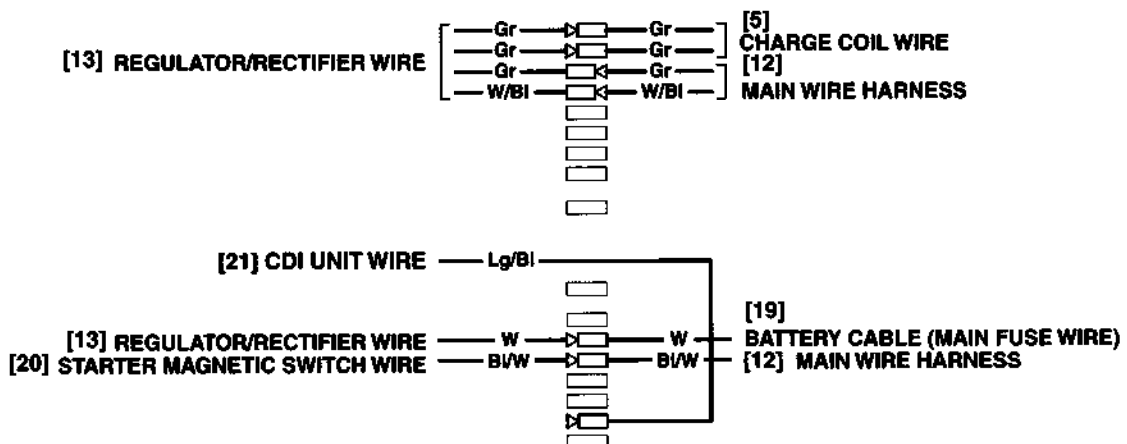 [13] REGULATOR/RECTIFIER WIRE
Gr Gr
Gr Gr
Gr Gr
W/Bl W/Bl
[5]
CHARGE COIL WIRE
[12]
MAIN WIRE HARNESS
[21] CDI UNIT WIRE Lg/Bl
[19]
[13] REGULATOR/RECTIFIER WIRE W W BATTERY CABLE (MAIN FUSE WIRE)
[20] STARTER MAGNETIC SWITCH WIRE Bl/W Bl/W [12] MAIN WIRE HARNESS